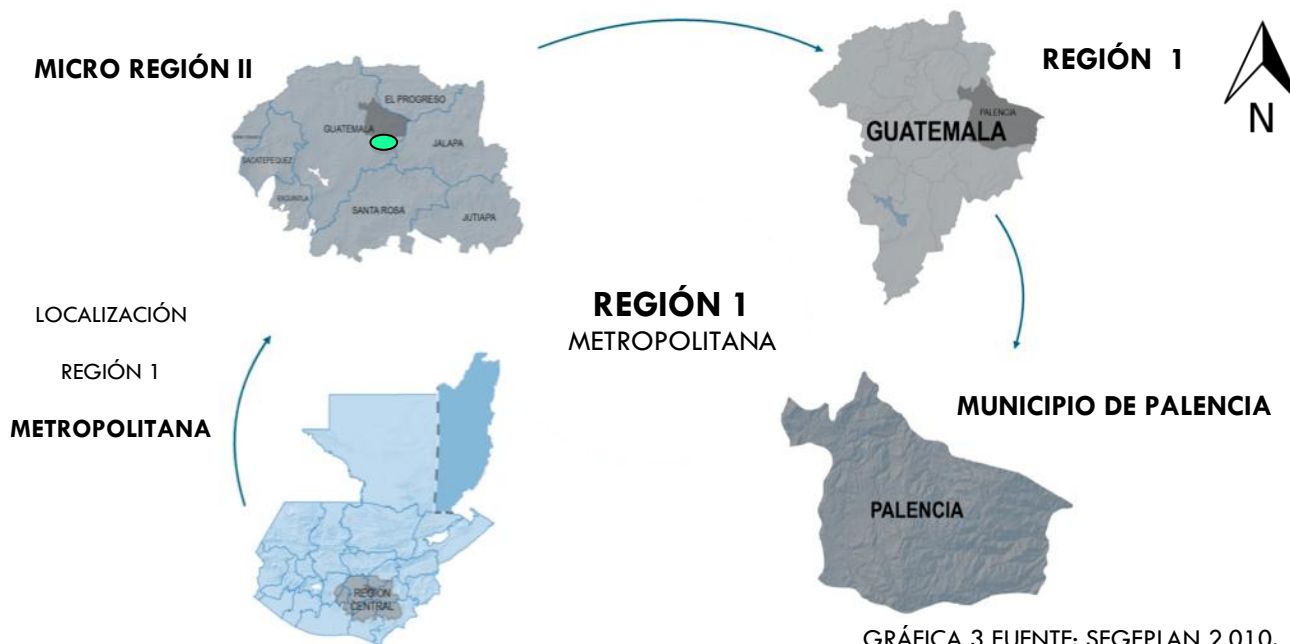 MICRO REGIÓN II
EL PROGRESO
GUATEMALA
JALAPA
SACATEPEQUEZ
ESCUINTLA
SANTA ROSA
JUTIAPA
REGIÓN 1
N
PALENCIA
GUATEMALA
REGIÓN 1
METROPOLITANA
LOCALIZACIÓN
REGIÓN 1
METROPOLITANA
REGION
CENTRAL
MUNICIPIO DE PALENCIA
PALENCIA
GRÁFICA 3 FUENTE: SEGEPLAN 2,010.